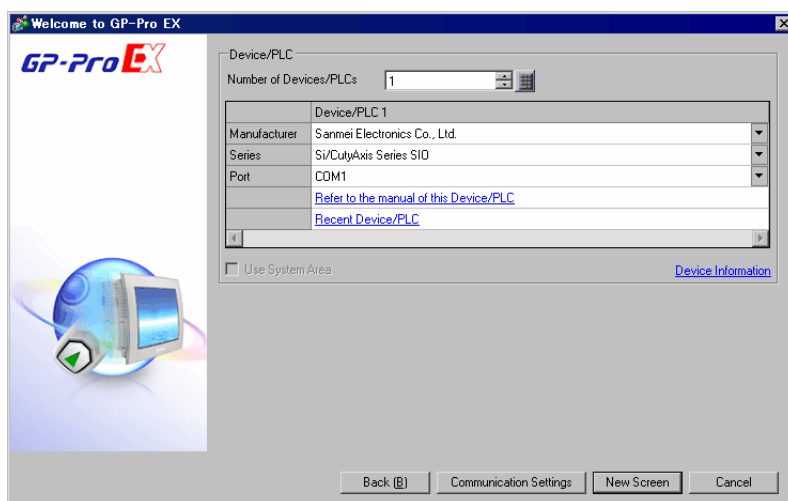 Welcome to GP-Pro EX
GP-Pro EX
Device/PLC
Number of Devices/PLCs 1
Device/PLC 1
Manufacturer Sanmei Electronics Co., Ltd.
Series Si/CutyAxis Series SIO
Port COM1
Refer to the manual of this Device/PLC
Recent Device/PLC
Use System Area Device Information
Back (B) Communication Settings New Screen Cancel